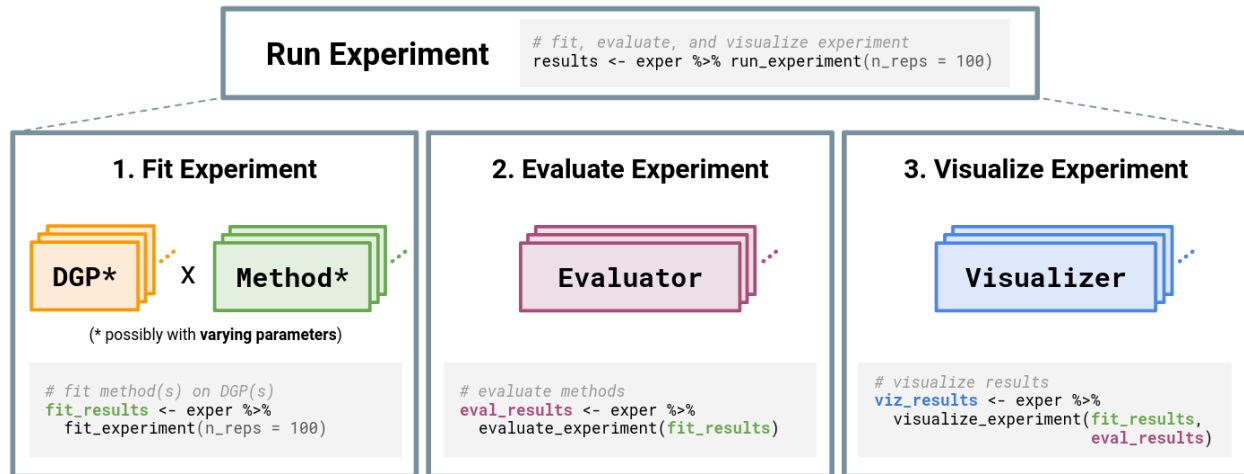 Run Experiment
# fit, evaluate, and visualize experiment
results <- exper %>% run_experiment(n_reps = 100)
1. Fit Experiment
DGP*
X
Method*
(* possibly with varying parameters)
# fit method(s) on DGP(s)
fit_results <- exper %>%
fit_experiment(n_reps = 100)
2. Evaluate Experiment
Evaluator
# evaluate methods
eval_results <- exper %>%
evaluate_experiment(fit_results)
3. Visualize Experiment
Visualizer
# visualize results
viz_results <- exper %>%
visualize_experiment(fit_results,
eval_results)